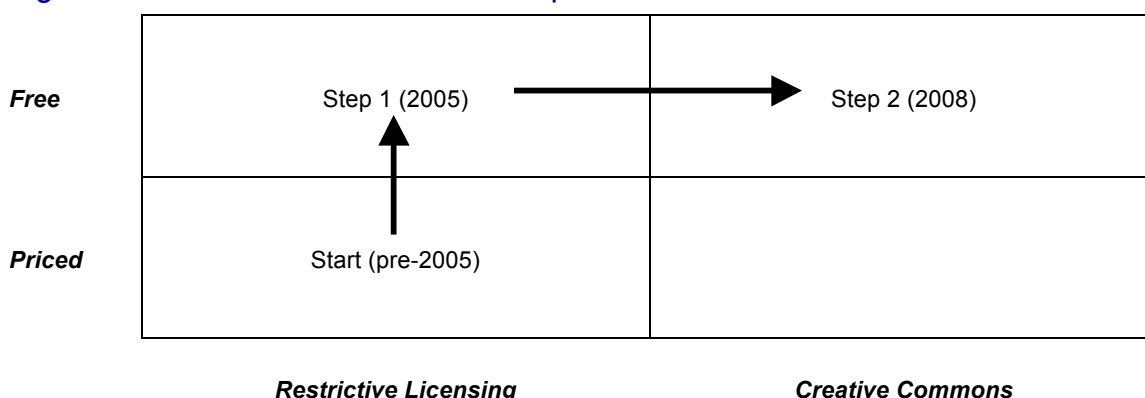 Free
Step 1 (2005)
Step 2 (2008)
Priced
Start (pre-2005)
Restrictive Licensing
Creative Commons